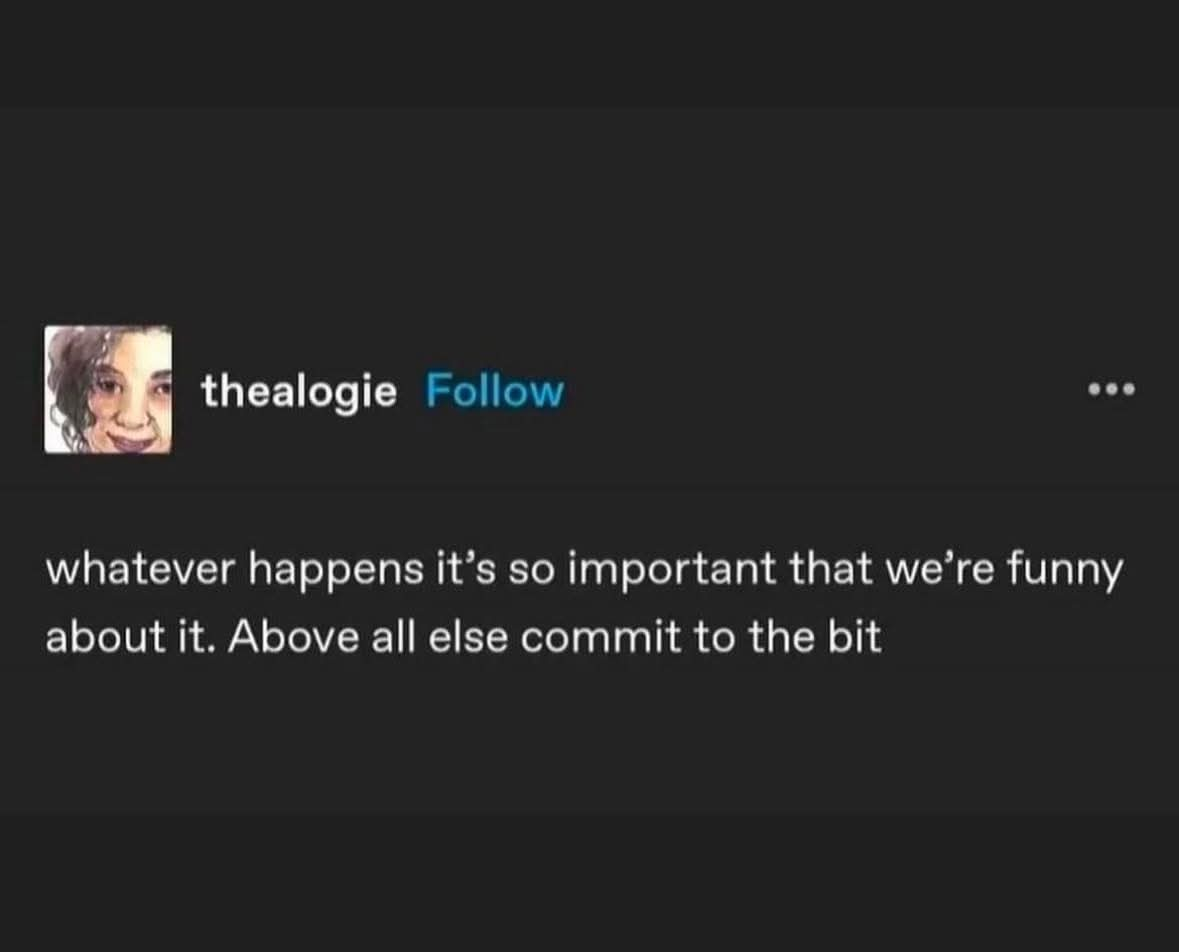 thealogie Follow
whatever happens it’s so important that we’re funny
about it. Above all else commit to the bit